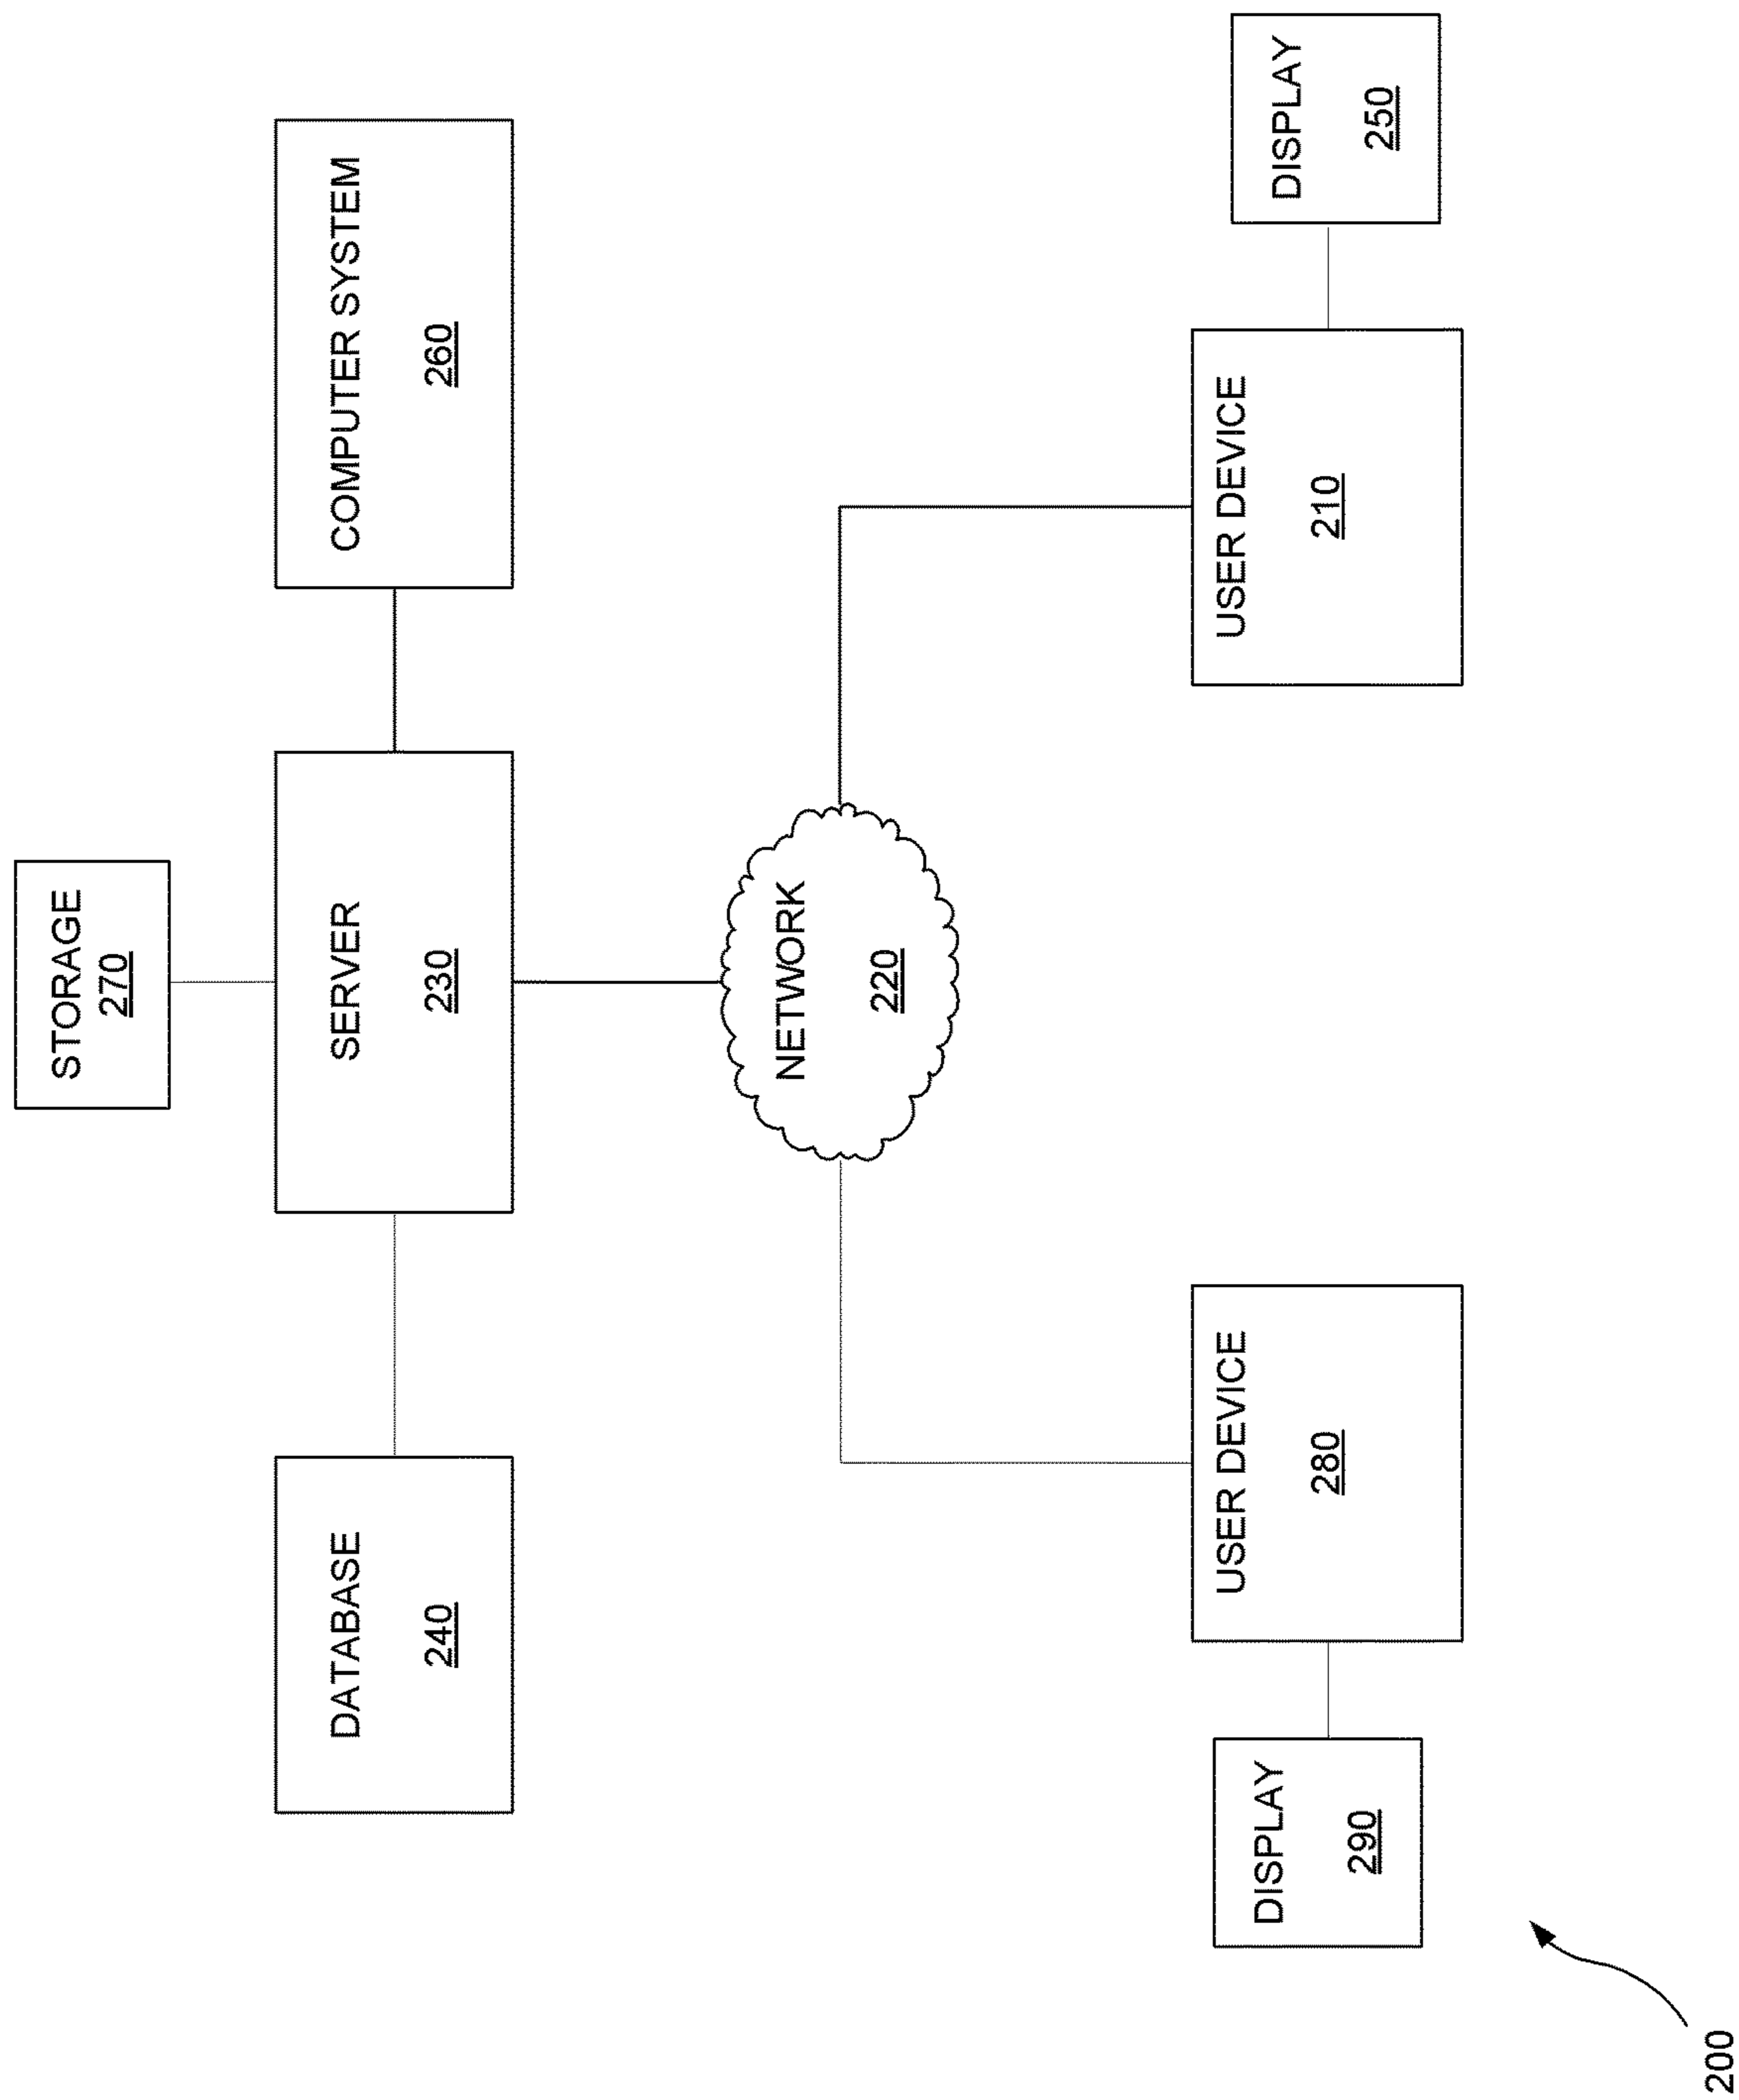 STORAGE
270
DATABASE
240
SERVER
230
COMPUTER SYSTEM
260
NETWORK
220
DISPLAY
290
USER DEVICE
280
USER DEVICE
210
DISPLAY
250
200